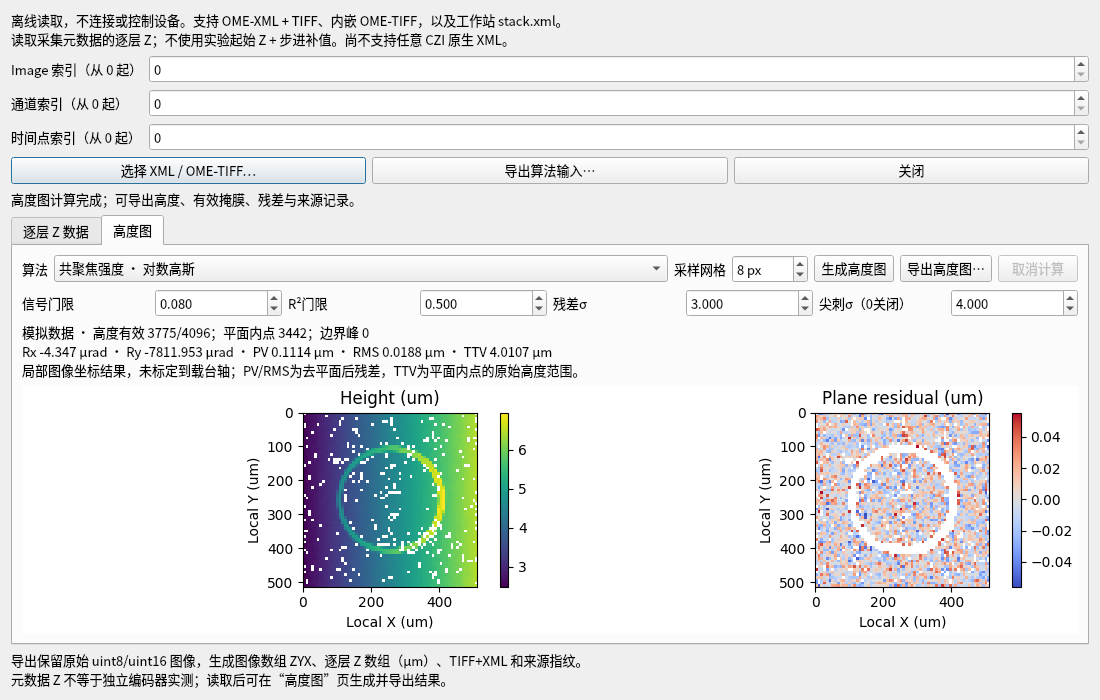 离线读取，不连接或控制设备。支持 OME-XML + TIFF、内嵌 OME-TIFF，以及工作站 stack.xml。
读取采集元数据的逐层 Z；不使用实验起始 Z + 步进补值。尚不支持任意 CZI 原生 XML。
Image 索引（从 0 起） 0
通道索引（从 0 起） 0
时间点索引（从 0 起） 0
选择 XML / OME-TIFF… 导出算法输入… 关闭
高度图计算完成；可导出高度、有效掩膜、残差与来源记录。
逐层 Z 数据 高度图
算法 共聚焦强度 · 对数高斯 采样网格 8 px 生成高度图 导出高度图… 取消计算
信号门限 0.080 R²门限 0.500 残差σ 3.000 尖刺σ（0关闭） 4.000
模拟数据 · 高度有效 3775/4096；平面内点 3442；边界峰 0
Rx -4.347 μrad · Ry -7811.953 μrad · PV 0.1114 μm · RMS 0.0188 μm · TTV 4.0107 μm
局部图像坐标结果，未标定到载台轴；PV/RMS为去平面后残差，TTV为平面内点的原始高度范围。
Height (um)
0
100
200
300
400
500
Local Y (um)
0 200 400
Local X (um)
6
5
4
3
Plane residual (um)
0
100
200
300
400
500
Local Y (um)
0 200 400
Local X (um)
0.04
0.02
0.00
−0.02
−0.04
导出保留原始 uint8/uint16 图像，生成图像数组 ZYX、逐层 Z 数组（μm）、TIFF+XML 和来源指纹。
元数据 Z 不等于独立编码器实测；读取后可在“高度图”页生成并导出结果。